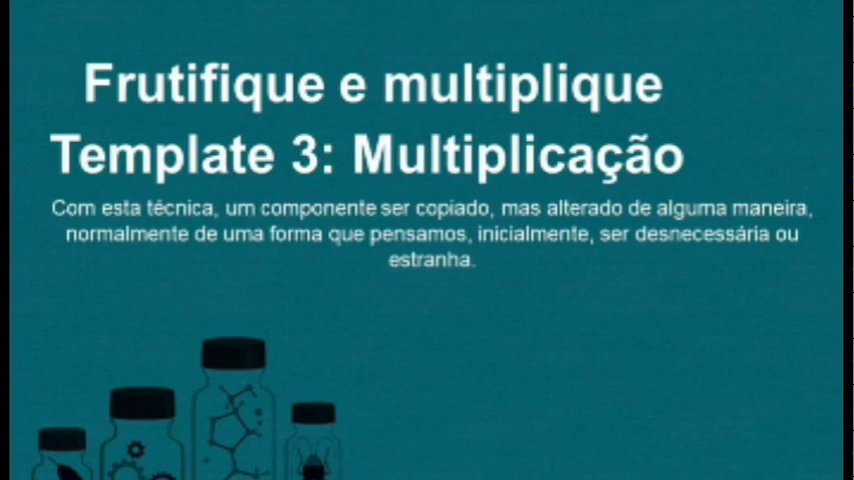 Frutifique e multiplique
Template 3: Multiplicação
Com esta técnica, um componente ser copiado, mas alterado de alguma maneira,
normalmente de uma forma que pensamos, inicialmente, ser desnecessária ou
estranha.